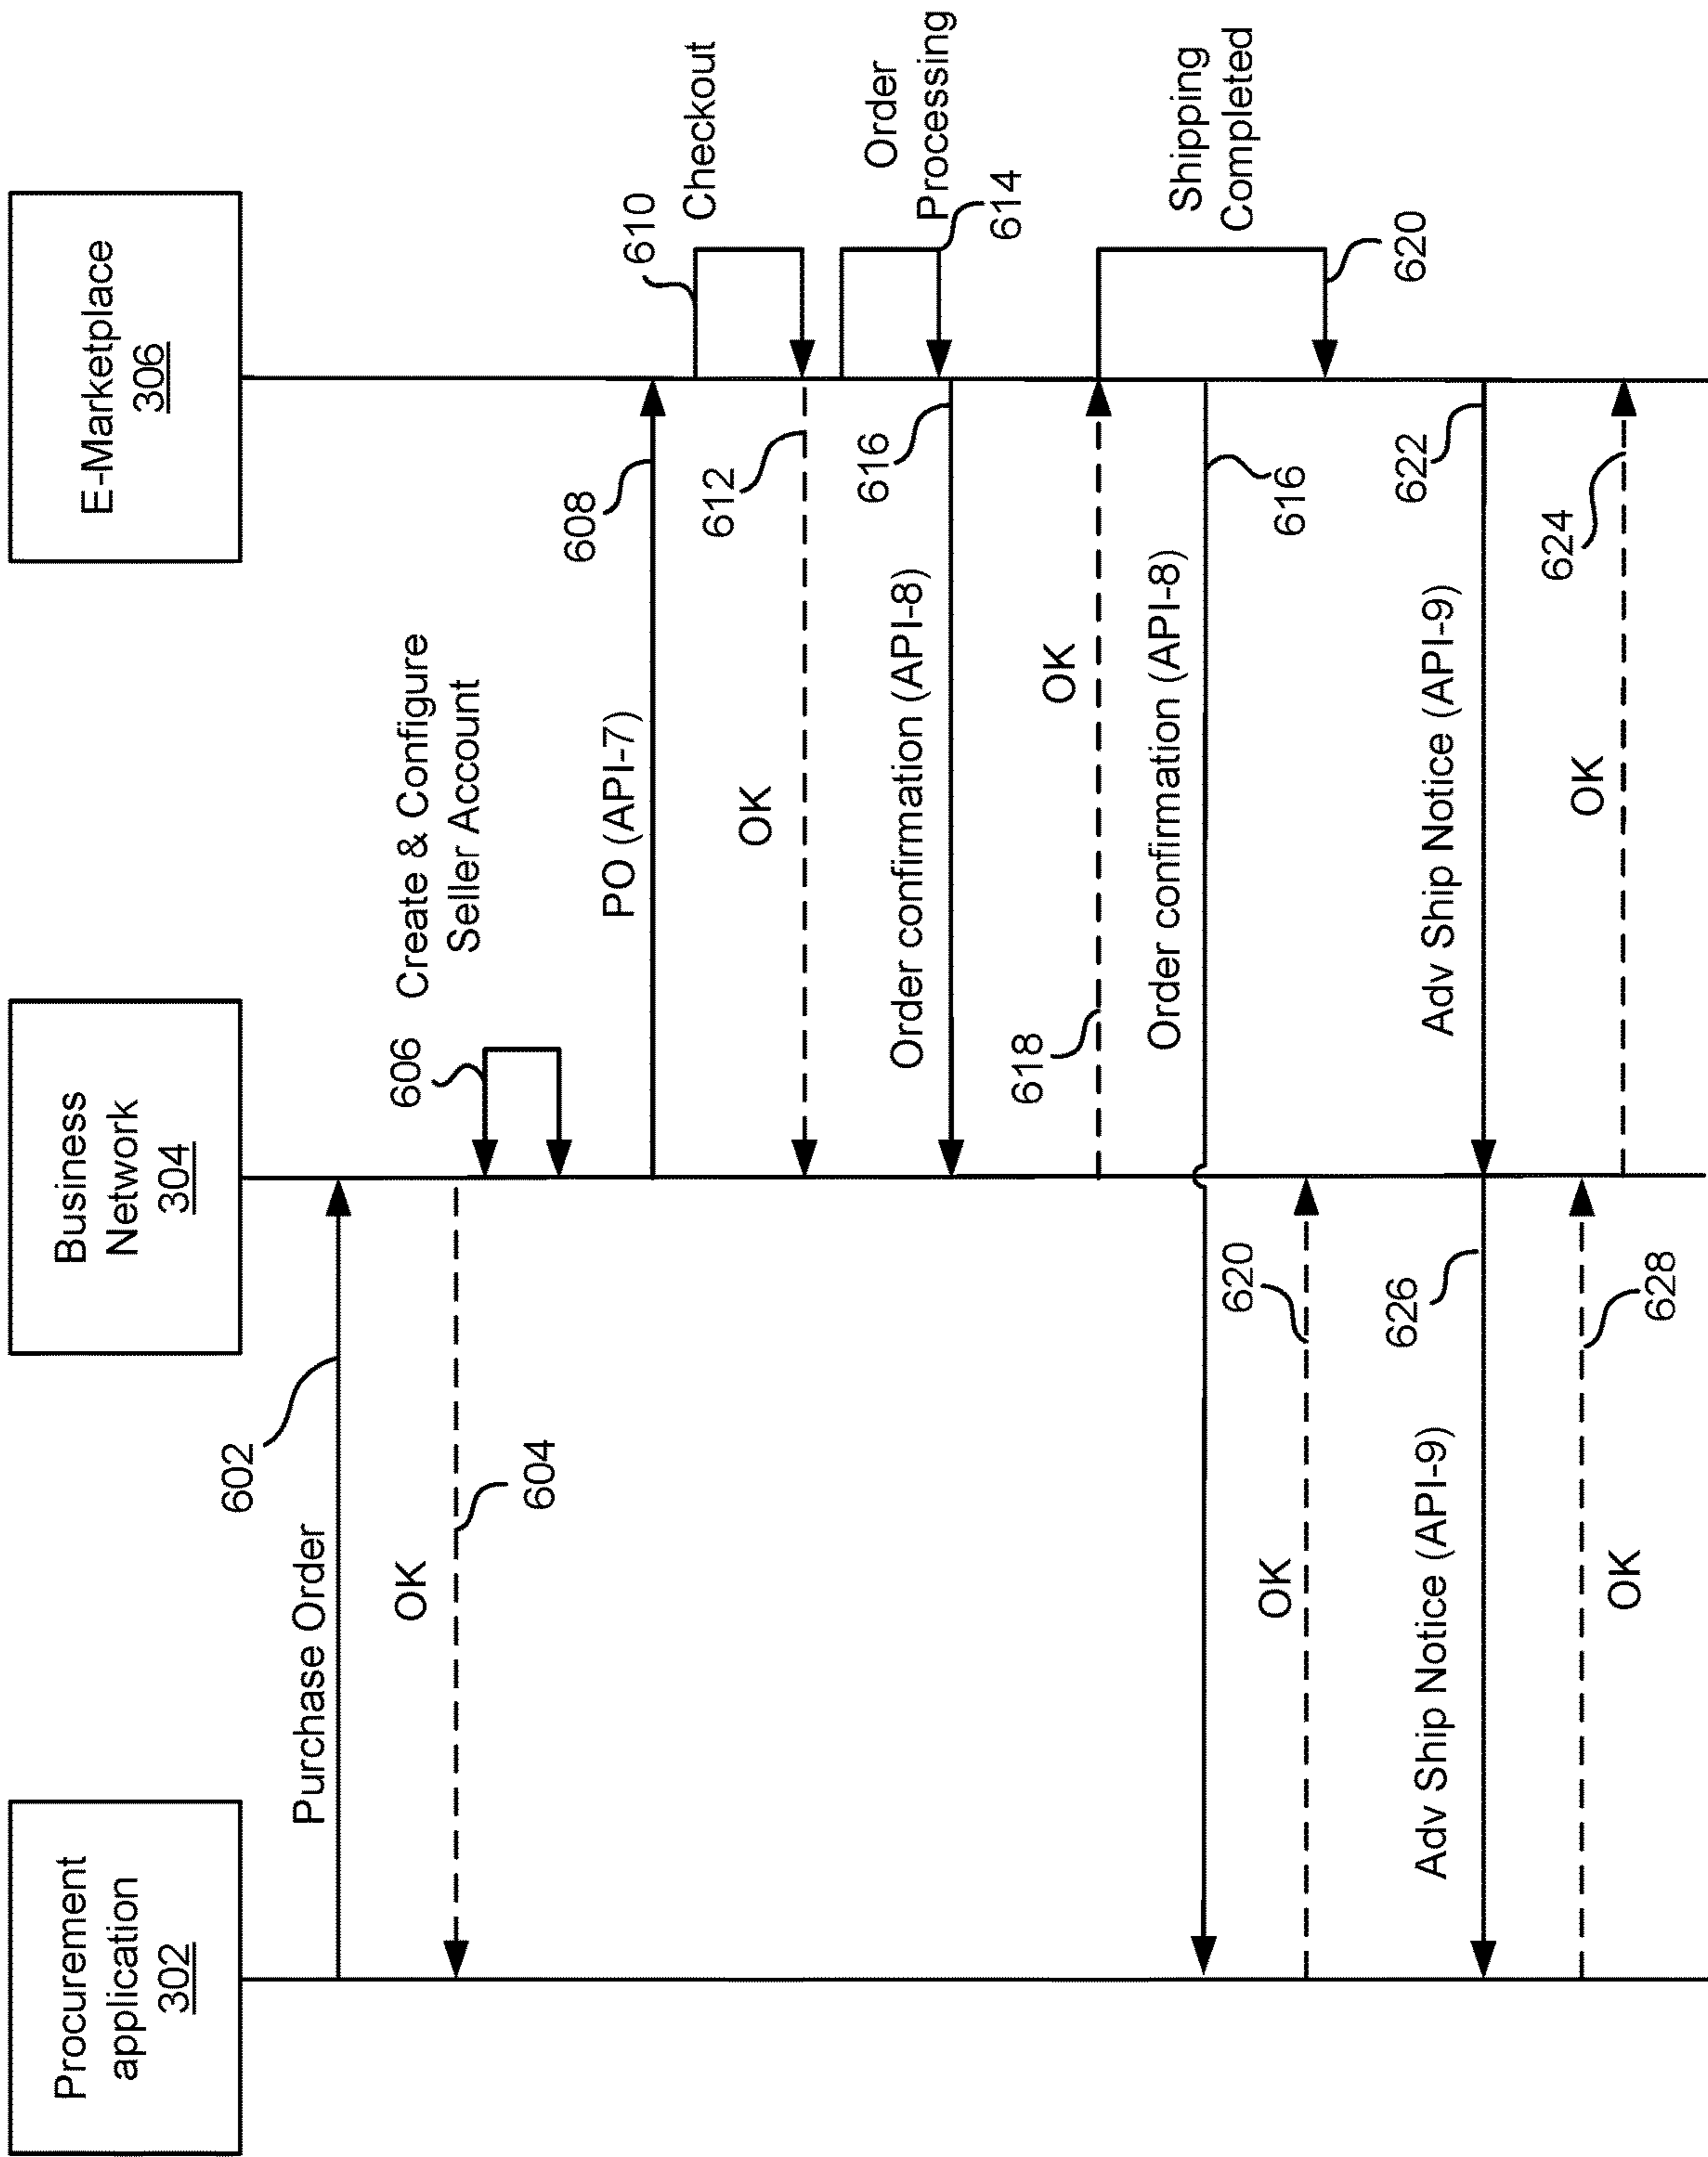 Procurement
application
302
Business
Network
304
E-Marketplace
306
602
Purchase Order
OK
604
606
Create & Configure
Seller Account
608
PO (API-7)
610
Checkout
612
OK
Order
Processing
614
616
Order confirmation (API-8)
OK
618
Shipping
Completed
Order confirmation (API-8)
616
620
620
OK
622
Adv Ship Notice (API-9)
626
Adv Ship Notice (API-9)
624
OK
628
OK